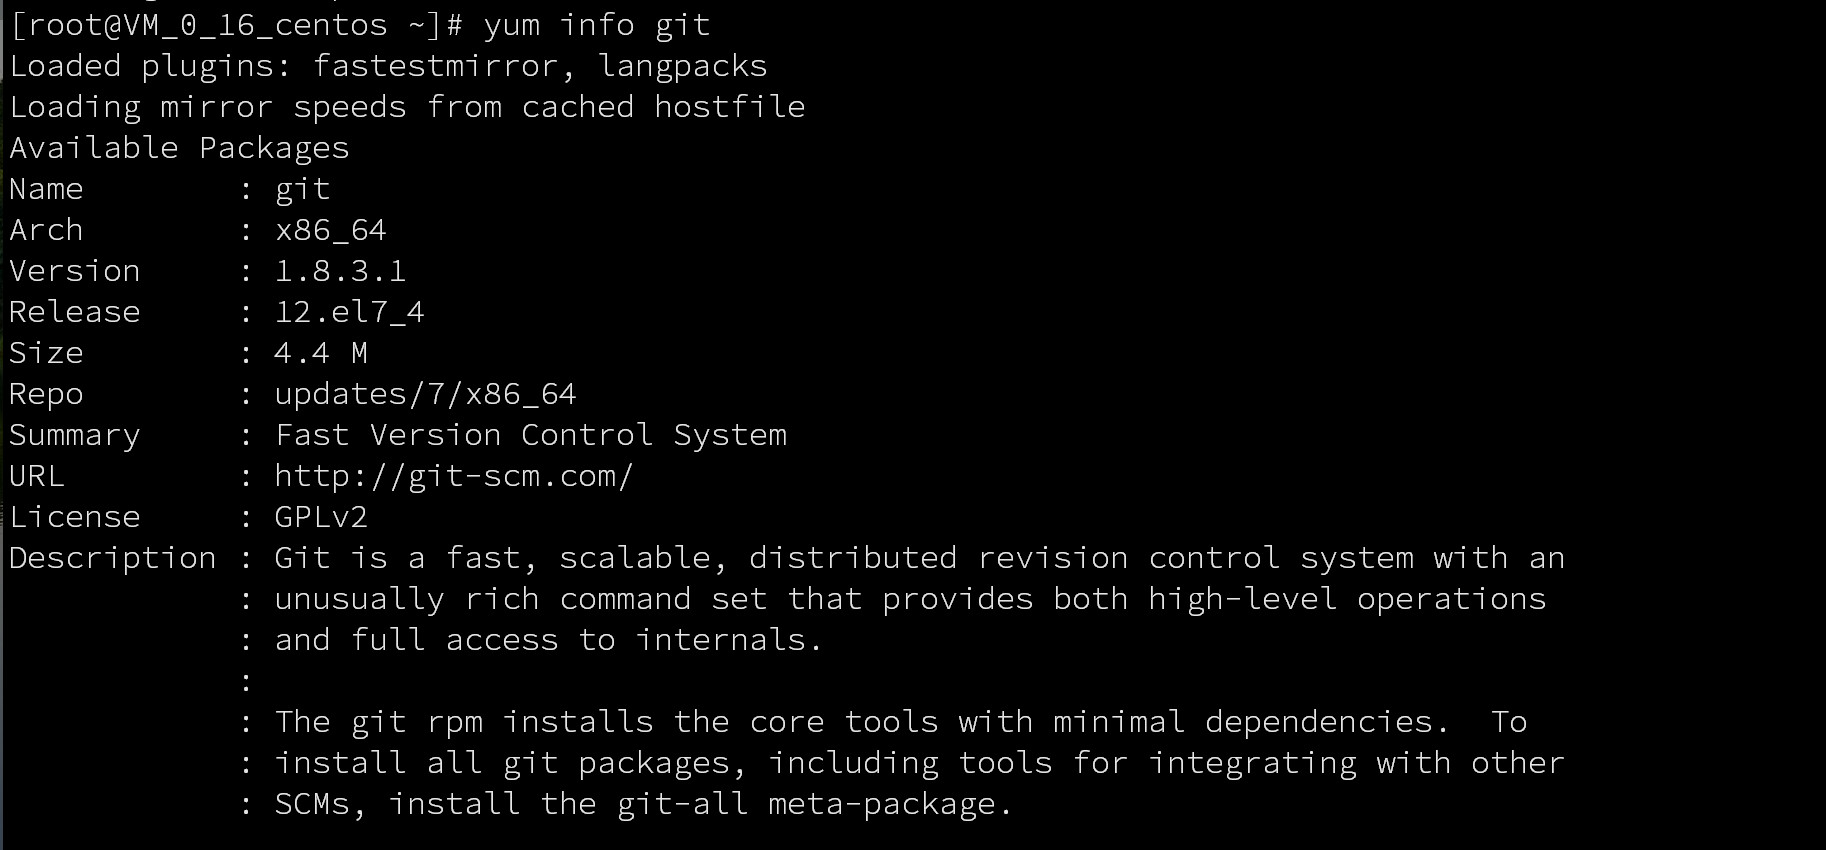 [root@VM_0_16_centos ~]# yum info git
Loaded plugins: fastestmirror, langpacks
Loading mirror speeds from cached hostfile
Available Packages
Name        : git
Arch        : x86_64
Version     : 1.8.3.1
Release     : 12.el7_4
Size        : 4.4 M
Repo        : updates/7/x86_64
Summary     : Fast Version Control System
URL         : http://git-scm.com/
License     : GPLv2
Description : Git is a fast, scalable, distributed revision control system with an
            : unusually rich command set that provides both high-level operations
            : and full access to internals.
            :
            : The git rpm installs the core tools with minimal dependencies.  To
            : install all git packages, including tools for integrating with other
            : SCMs, install the git-all meta-package.